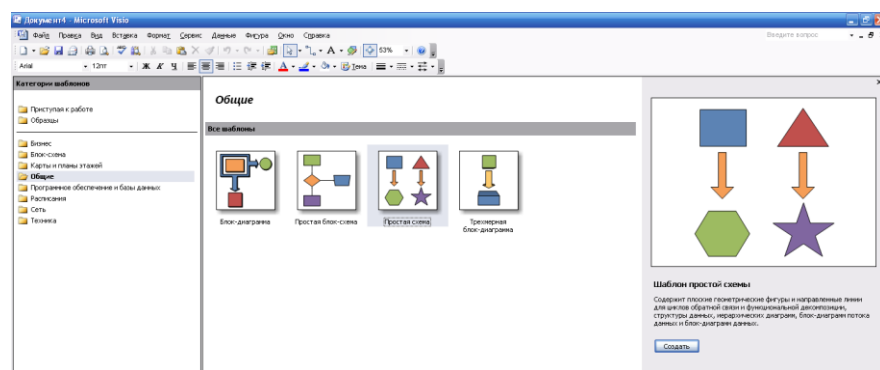 Документ4 - Microsoft Visio
Файл Правка Вид Вставка Формат Сервис Данные Фигура Окно Справка
Введите вопрос
53%
Arial 12пт Ж К Ч Тема
Категории шаблонов
Приступая к работе
Образцы
Бизнес
Блок-схема
Карты и планы этажей
Общие
Программное обеспечение и базы данных
Расписания
Сеть
Техника
Общие
Все шаблоны
Блок-диаграмма
Простая блок-схема
Простая схема
Трехмерная
блок-диаграмма
Шаблон простой схемы
Содержит плоские геометрические фигуры и направленные линии
для циклов обратной связи и функциональной декомпозиции,
структуры данных, иерархических диаграмм, блок-диаграмм потока
данных и блок-диаграмм данных.
Создать